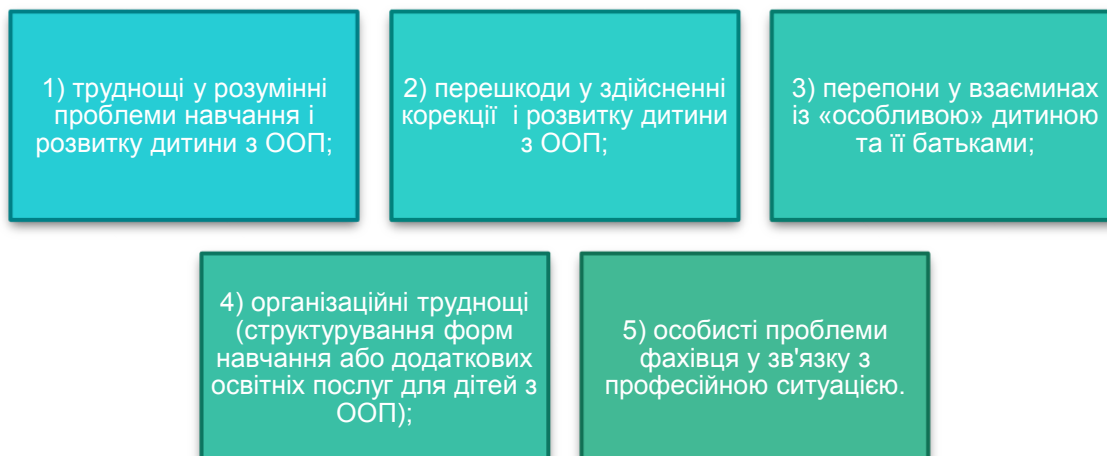 1) труднощі у розумінні
проблеми навчання і
розвитку дитини з ООП;
2) перешкоди у здійсненні
корекції і розвитку дитини
з ООП;
3) перепони у взаєминах
із «особливою» дитиною
та її батьками;
4) організаційні труднощі
(структурування форм
навчання або додаткових
освітніх послуг для дітей з
ООП);
5) особисті проблеми
фахівця у зв'язку з
професійною ситуацією.